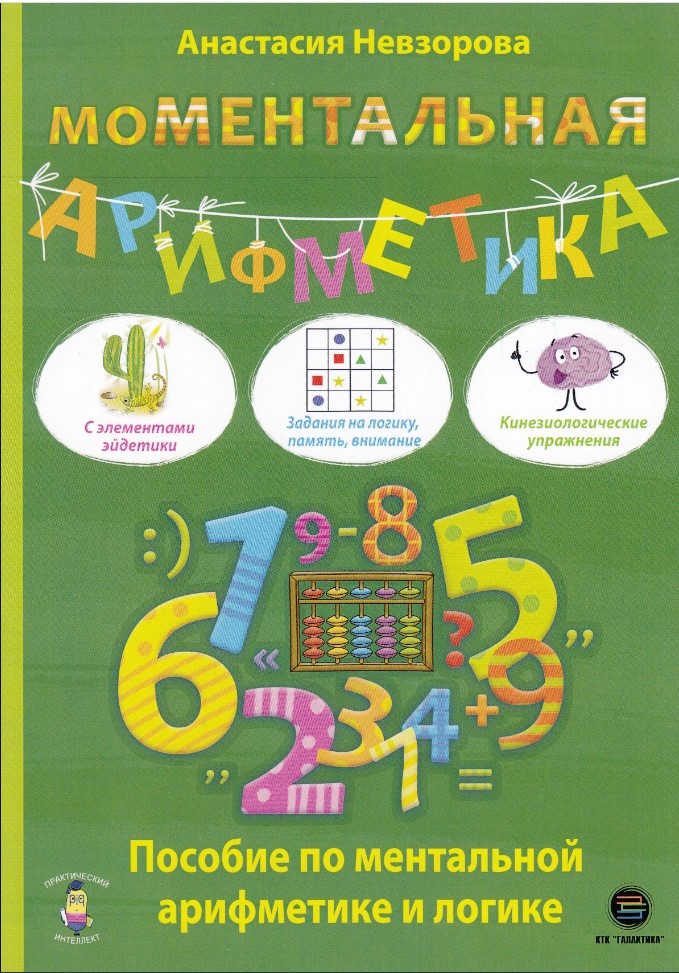 Анастасия Невзорова
моМЕНТАЛЬНАЯ
АРИФМЕТИКА
С элементами
эйдетики
Задания на логику,
память, внимание
Кинезиологические
упражнения
:)
1
9-8
5
6
«
?
”
2
3
1
4
+
9
”
=
Пособие по ментальной
арифметике и логике
ПРАКТИЧЕСКИЙ
ИНТЕЛЛЕКТ
КТК "ГАЛАКТИКА"